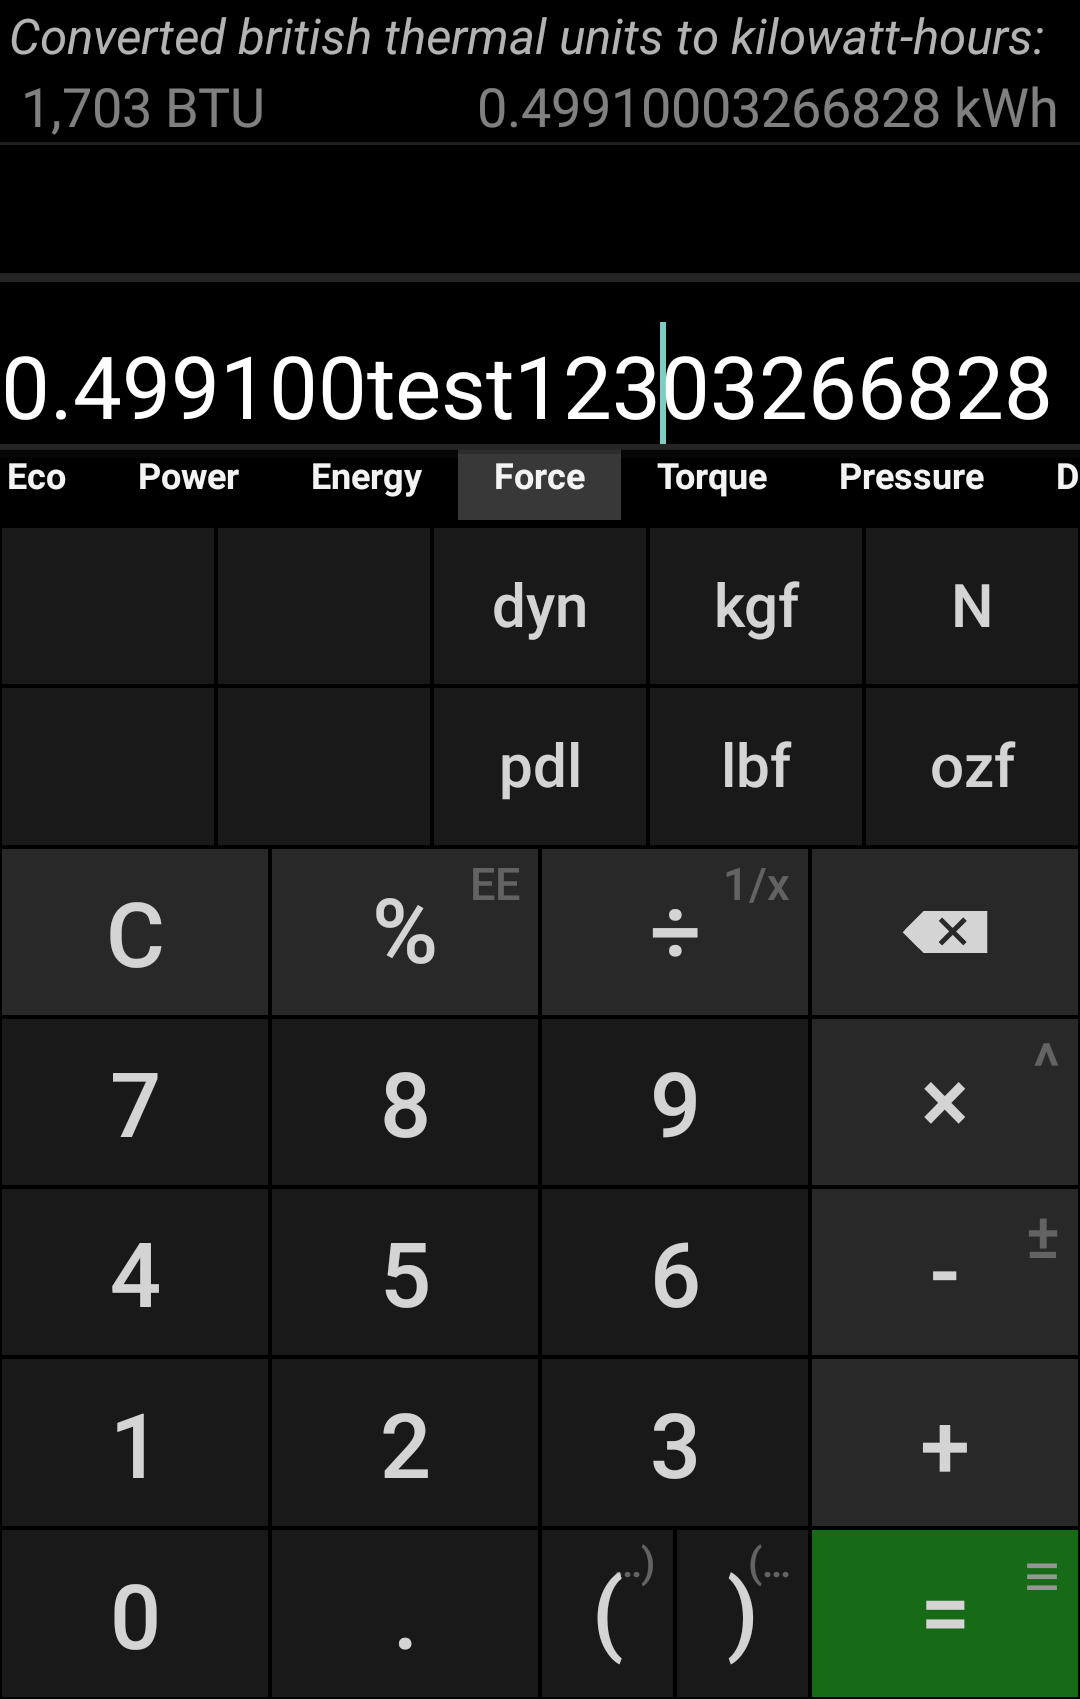 Converted british thermal units to kilowatt-hours:
1,703 BTU 0.49910003266828 kWh
0.499100test12303266828
Eco Power Energy Force Torque Pressure D
dyn kgf N
pdl lbf ozf
C % EE ÷ 1/x
7 8 9 × ^
4 5 6 - ±
1 2 3 +
0 . ( ..) ) (... = ≡